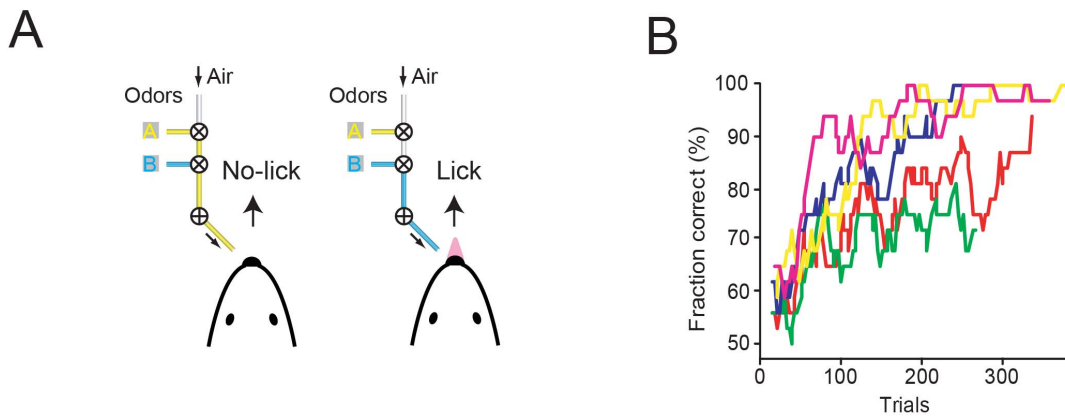 A
Air
Odors
A
B
No-lick
Air
Odors
A
B
Lick
B
Fraction correct (%)
100
90
80
70
60
50
0
100
200
300
Trials